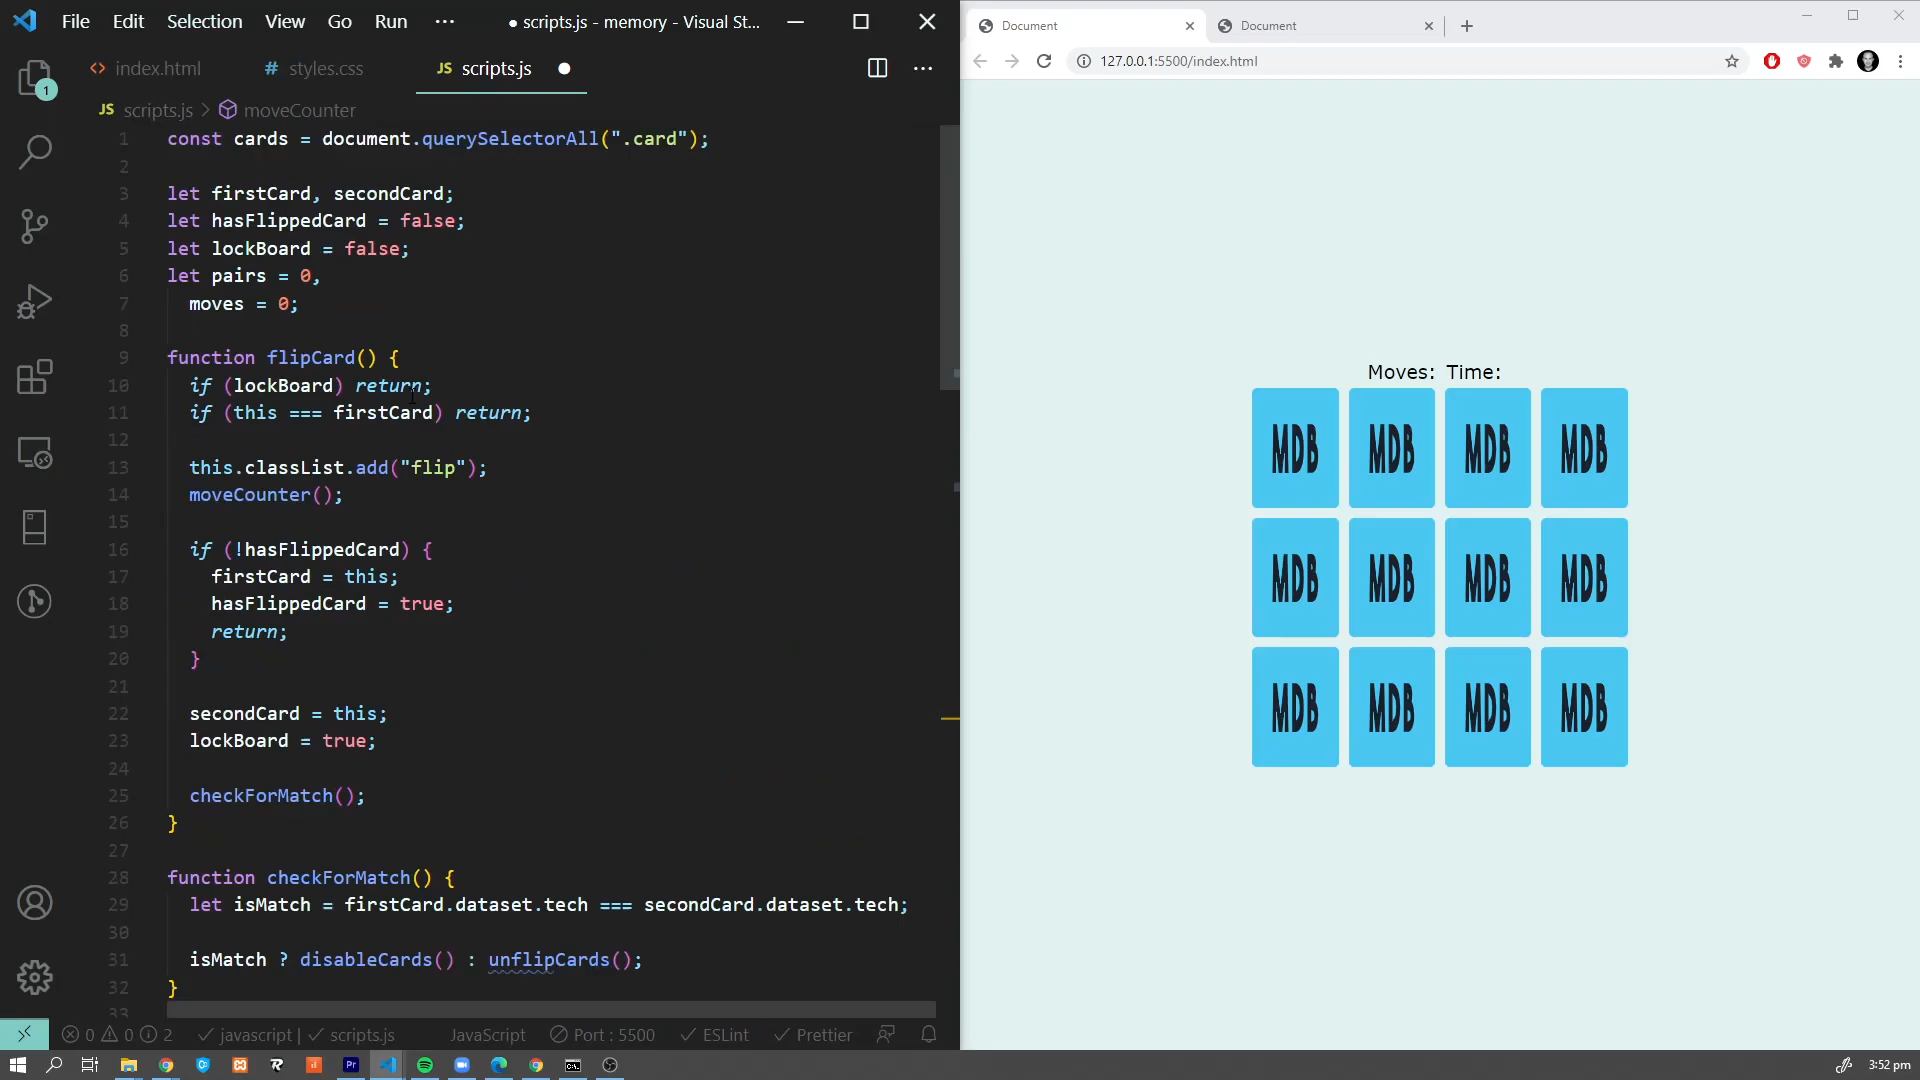 File Edit Selection View Go Run ··· ● scripts.js - memory - Visual St...
<> index.html # styles.css JS scripts.js ●
JS scripts.js > moveCounter
1 const cards = document.querySelectorAll(".card");
2
3 let firstCard, secondCard;
4 let hasFlippedCard = false;
5 let lockBoard = false;
6 let pairs = 0,
7 moves = 0;
8
9 function flipCard() {
10 if (lockBoard) return;
11 if (this === firstCard) return;
12
13 this.classList.add("flip");
14 moveCounter();
15
16 if (!hasFlippedCard) {
17 firstCard = this;
18 hasFlippedCard = true;
19 return;
20 }
21
22 secondCard = this;
23 lockBoard = true;
24
25 checkForMatch();
26 }
27
28 function checkForMatch() {
29 let isMatch = firstCard.dataset.tech === secondCard.dataset.tech;
30
31 isMatch ? disableCards() : unflipCards();
32 }
33
1
0 0 2 javascript | scripts.js JavaScript Port : 5500 ESLint Prettier
Document Document
127.0.0.1:5500/index.html
Moves: Time:
MDB MDB MDB MDB
MDB MDB MDB MDB
MDB MDB MDB MDB
Pr
3:52 pm